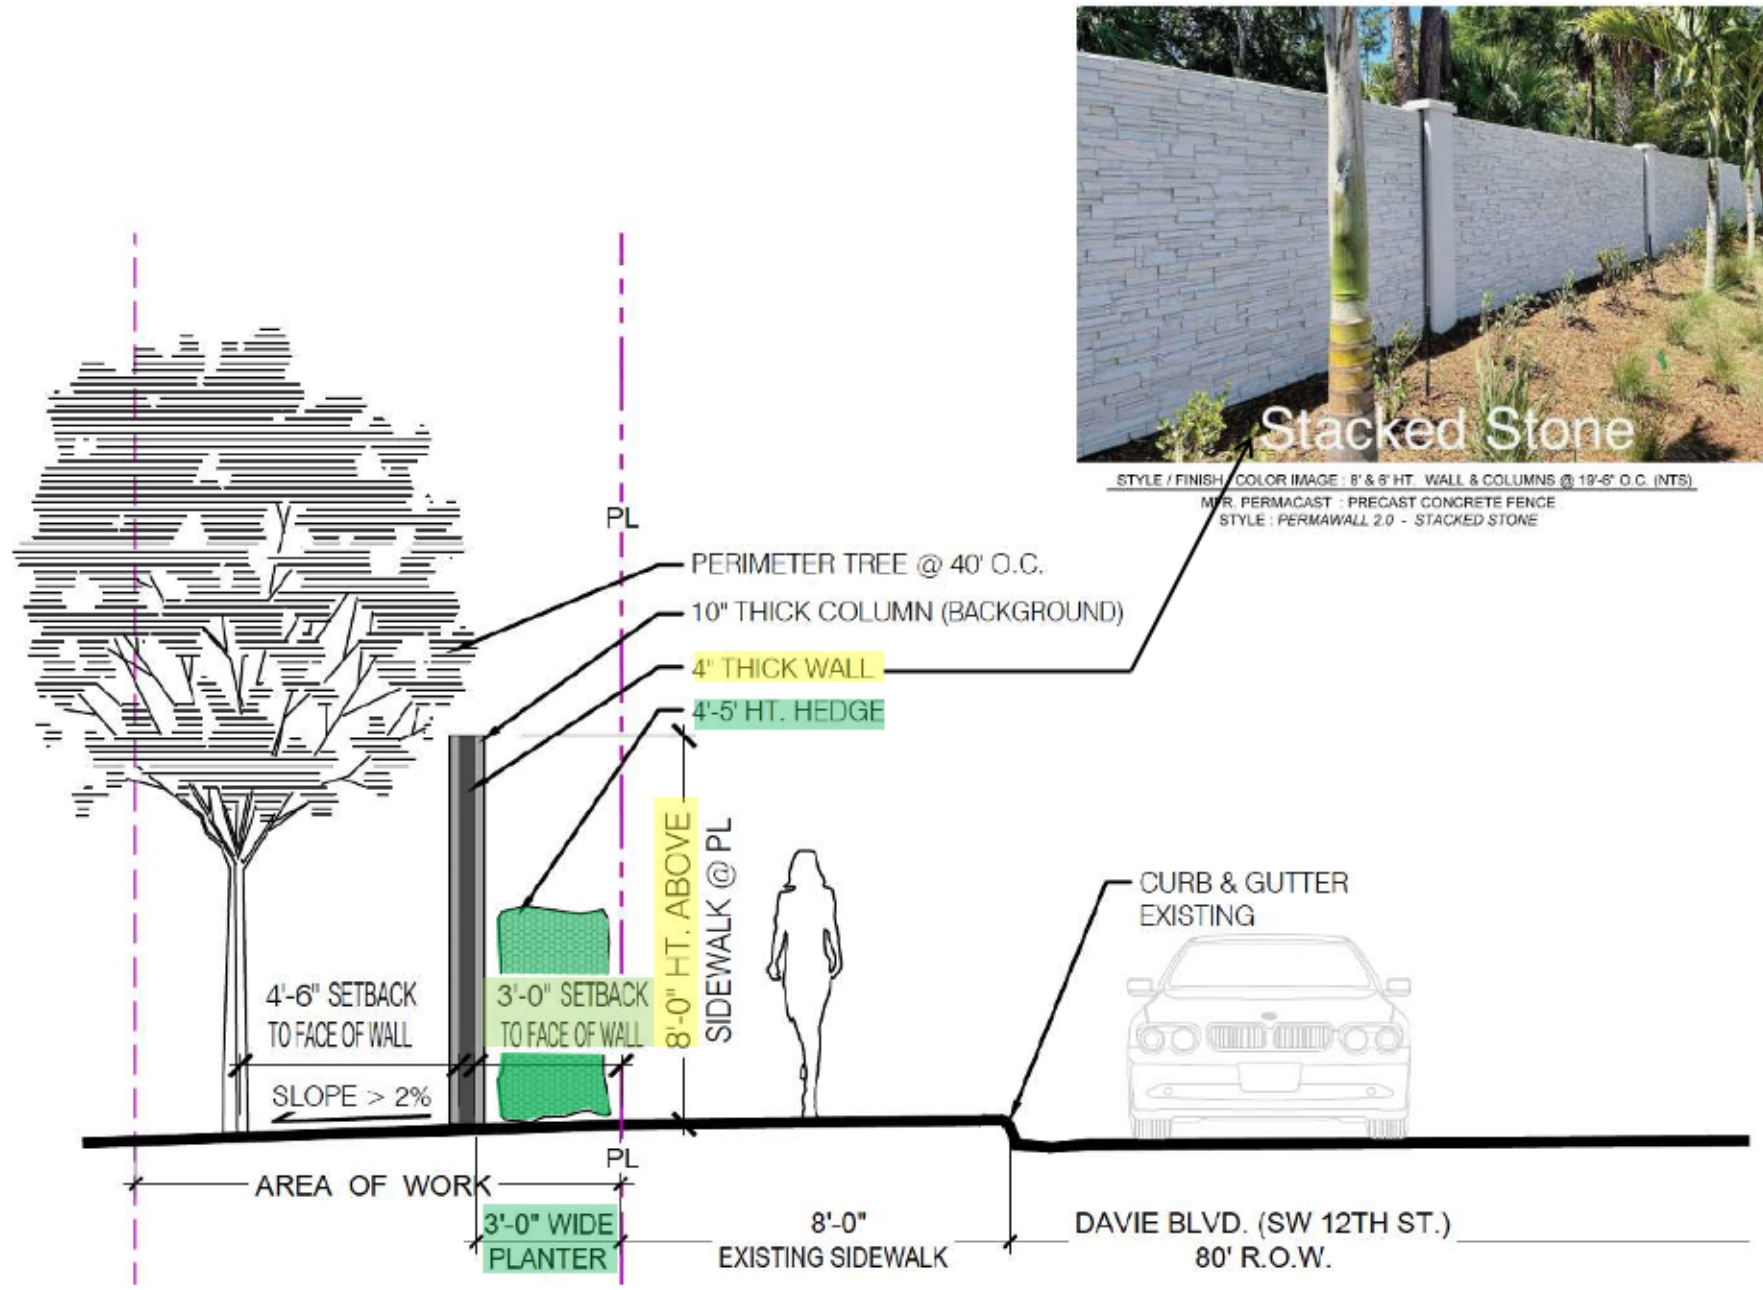 Stacked Stone
STYLE / FINISH / COLOR IMAGE : 8' & 6' HT. WALL & COLUMNS @ 19'-6" O.C. (NTS)
MFR. PERMACAST : PRECAST CONCRETE FENCE
STYLE : PERMAWALL 2.0 - STACKED STONE
PL
PERIMETER TREE @ 40' O.C.
10" THICK COLUMN (BACKGROUND)
4" THICK WALL
4'-5' HT. HEDGE
8'-0" HT. ABOVE
SIDEWALK @ PL
CURB & GUTTER
EXISTING
4'-6" SETBACK
TO FACE OF WALL
3'-0" SETBACK
TO FACE OF WALL
SLOPE > 2%
PL
AREA OF WORK
3'-0" WIDE
PLANTER
8'-0"
EXISTING SIDEWALK
DAVIE BLVD. (SW 12TH ST.)
80' R.O.W.